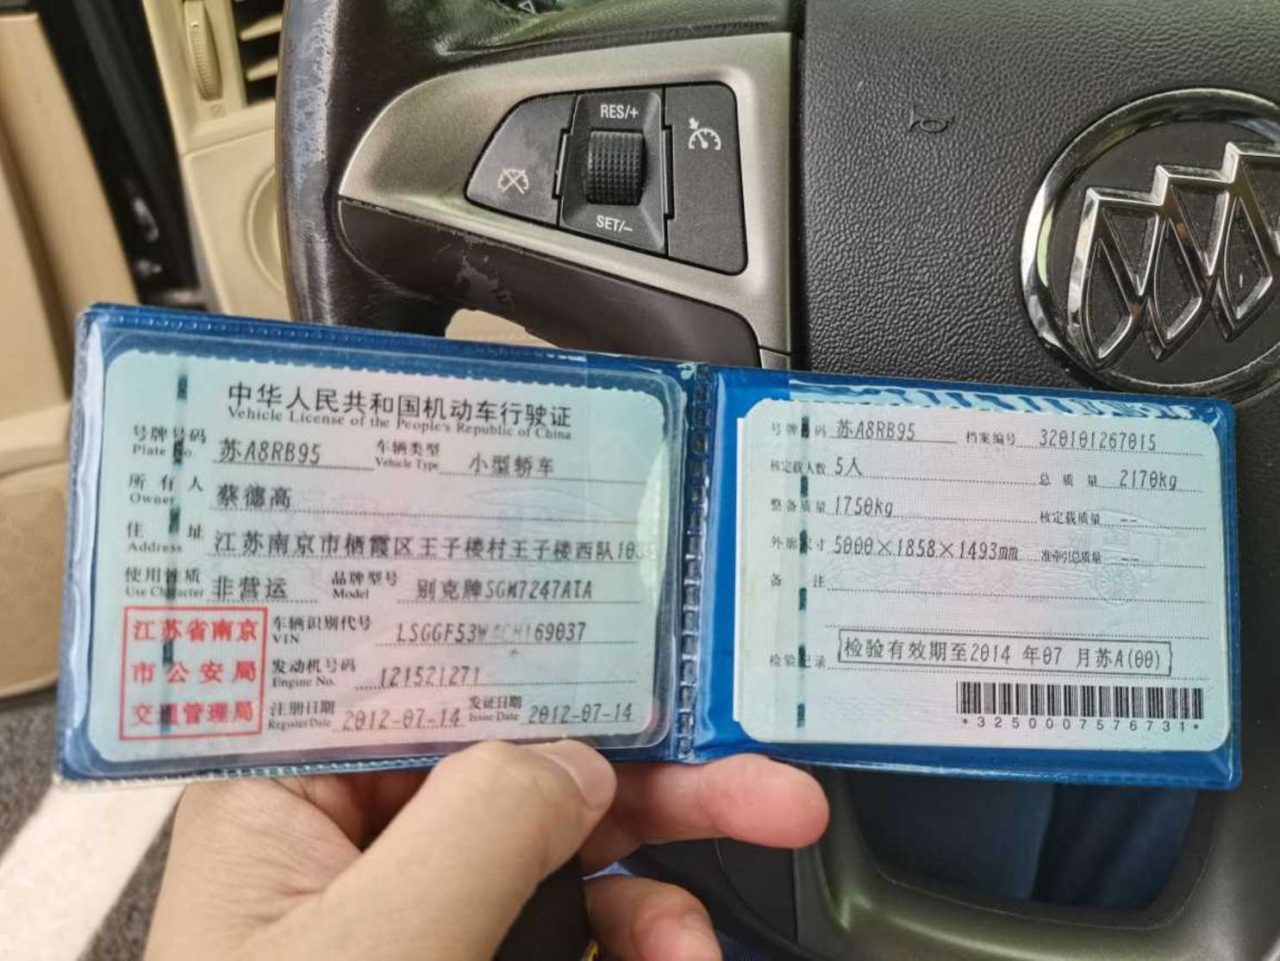 RES/+
SET/-
中华人民共和国机动车行驶证
Vehicle License of the People's Republic of China
号牌号码 苏A8RB95 车辆类型 小型轿车
Plate No. Vehicle Type
所有人 蔡德高
Owner
住址 江苏南京市栖霞区王子楼村王子楼西队103
Address
使用性质 非营运 品牌型号 别克牌SGM7247ATA
Use Character Model
江苏省南京
市公安局
交通管理局
车辆识别代号 LSGGF53W 169037
VIN
发动机号码 121521271
Engine No.
注册日期 2012-07-14 发证日期 2012-07-14
Register Date Issue Date
号牌号码 苏A8RB95 档案编号 320101267015
核定载人数 5人 总质量 2170kg
整备质量 1750kg 核定载质量 --
外廓尺寸 5000×1858×1493mm 准牵引总质量 --
备注
检验记录 检验有效期至2014年07月苏A(00)
*3250007576731*